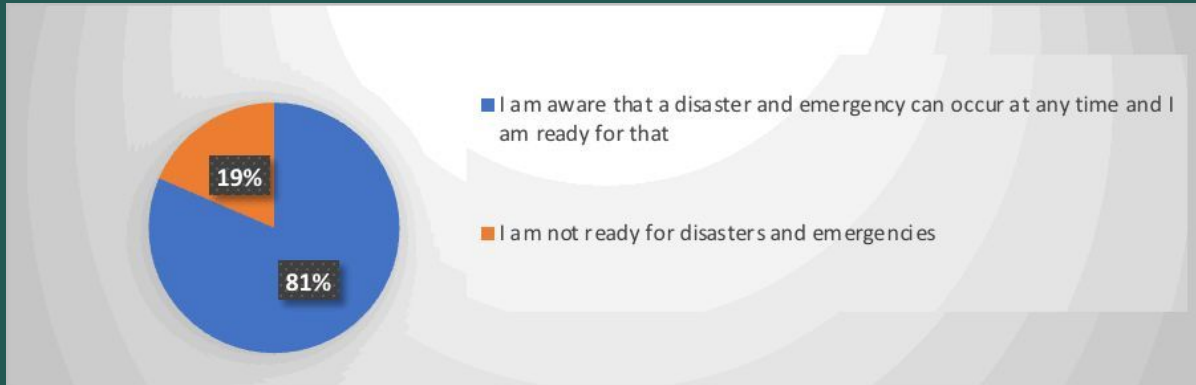 I am aware that a disaster and emergency can occur at any time and I
am ready for that
19%
I am not ready for disasters and emergencies
81%